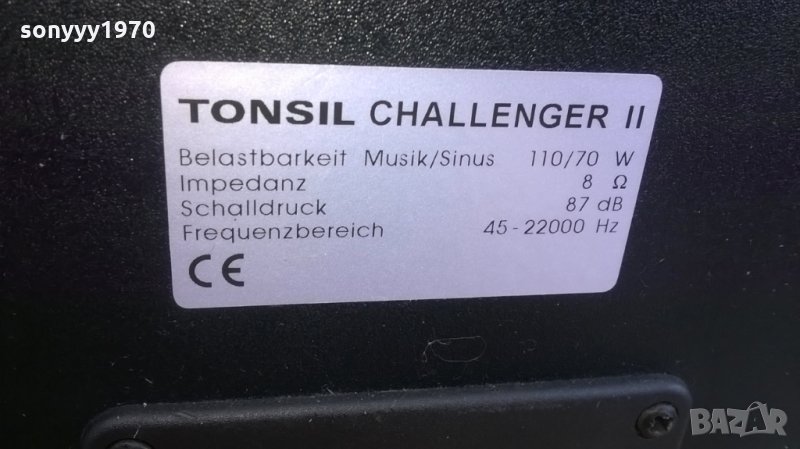 sonyyy1970
TONSIL CHALLENGER II
Belastbarkeit Musik/Sinus 110/70 W
Impedanz 8 Ω
Schalldruck 87 dB
Frequenzbereich 45-22000 Hz
CE
BAZAR